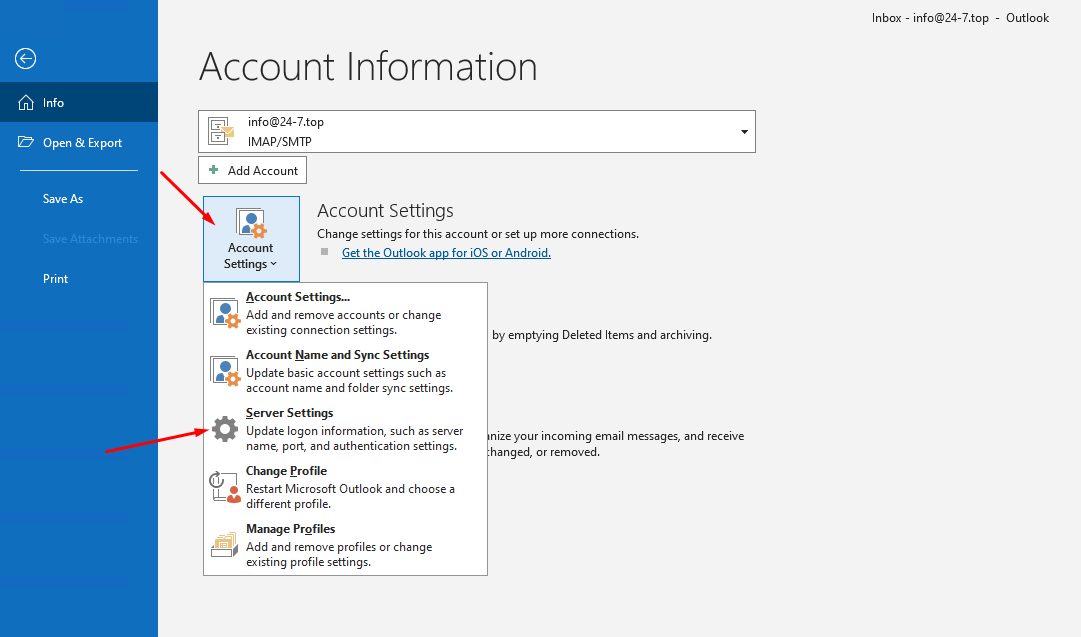 Inbox - info@24-7.top - Outlook
Account Information
Info
Open & Export
Save As
Save Attachments
Print
info@24-7.top
IMAP/SMTP
Add Account
Account
Settings
Account Settings
Change settings for this account or set up more connections.
Get the Outlook app for iOS or Android.
Account Settings...
Add and remove accounts or change
existing connection settings.
by emptying Deleted Items and archiving.
Account Name and Sync Settings
Update basic account settings such as
account name and folder sync settings.
Server Settings
Update logon information, such as server
name, port, and authentication settings.
your incoming email messages, and receive
or removed.
Change Profile
Restart Microsoft Outlook and choose a
different profile.
Manage Profiles
Add and remove profiles or change
existing profile settings.